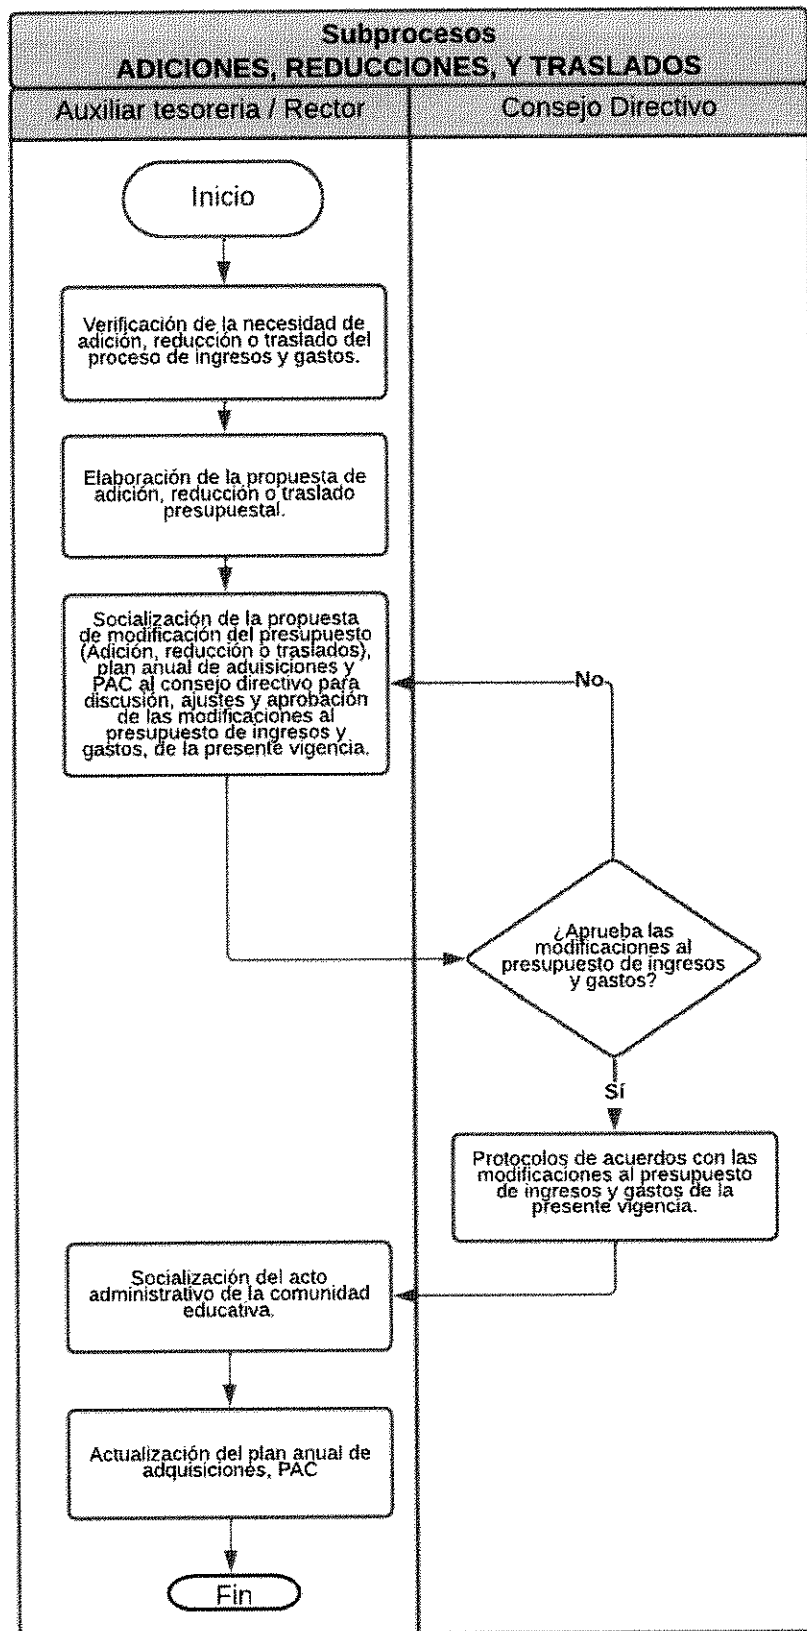 Subprocesos
ADICIONES, REDUCCIONES, Y TRASLADOS
Auxiliar tesoreria / Rector
Consejo Directivo
Inicio
Verificación de la necesidad de
adición, reducción o traslado del
proceso de ingresos y gastos.
Elaboración de la propuesta de
adición, reducción o traslado
presupuestal.
Socialización de la propuesta
de modificación del presupuesto
(Adición, reducción o traslados),
plan anual de aduisiciones y
PAC al consejo directivo para
discusión, ajustes y aprobación
de las modificaciones al
presupuesto de ingresos y
gastos, de la presente vigencia.
No
¿Aprueba las
modificaciones al
presupuesto de ingresos
y gastos?
Sí
Protocolos de acuerdos con las
modificaciones al presupuesto
de ingresos y gastos de la
presente vigencia.
Socialización del acto
administrativo de la comunidad
educativa.
Actualización del plan anual de
adquisiciones, PAC
Fin